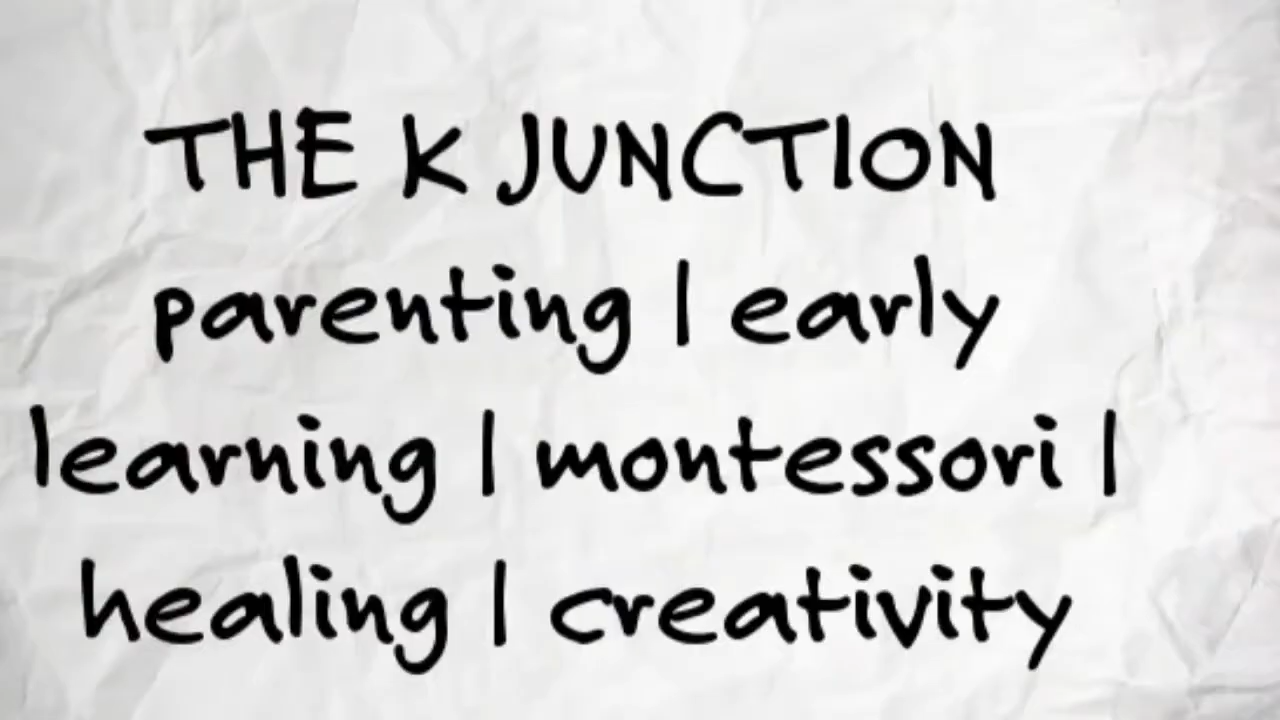 THE K JUNCTION
parenting | early
learning | montessori |
healing | creativity